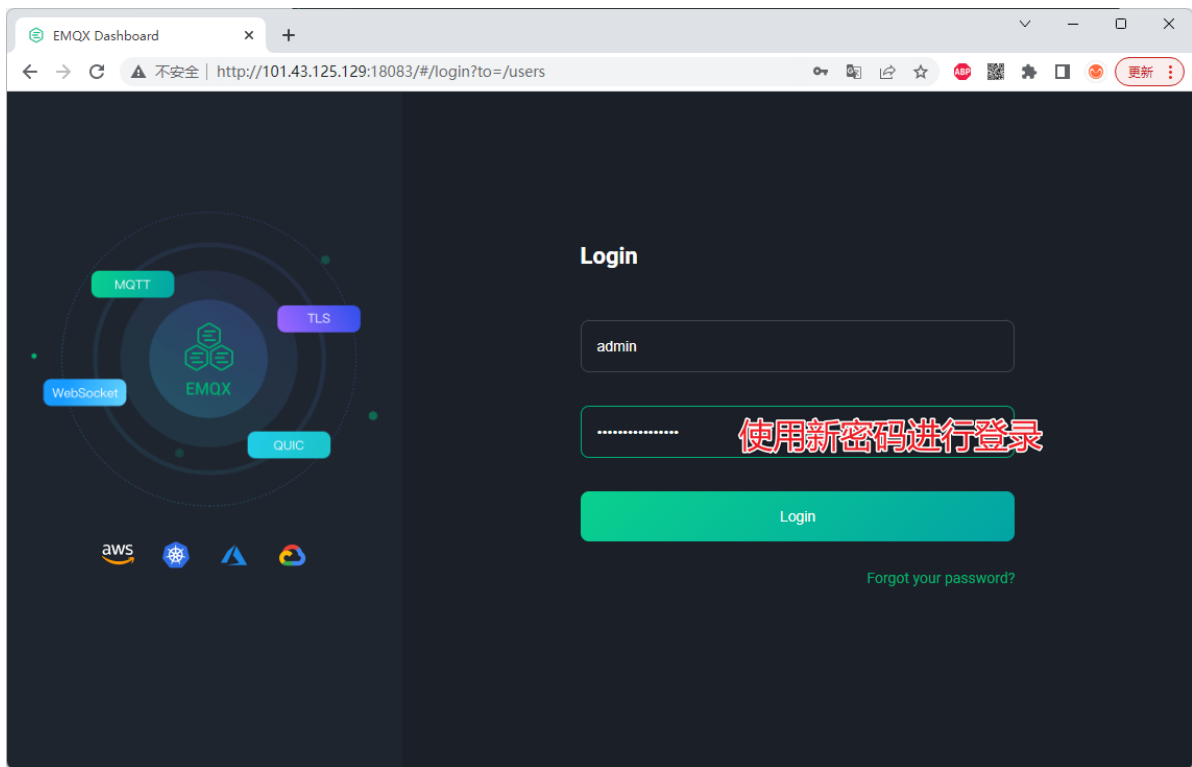 EMQX Dashboard
不安全 http://101.43.125.129:18083/#/login?to=/users
ABP
更新
MQTT
TLS
EMQX
WebSocket
QUIC
aws
Login
admin
使用新密码进行登录
Login
Forgot your password?